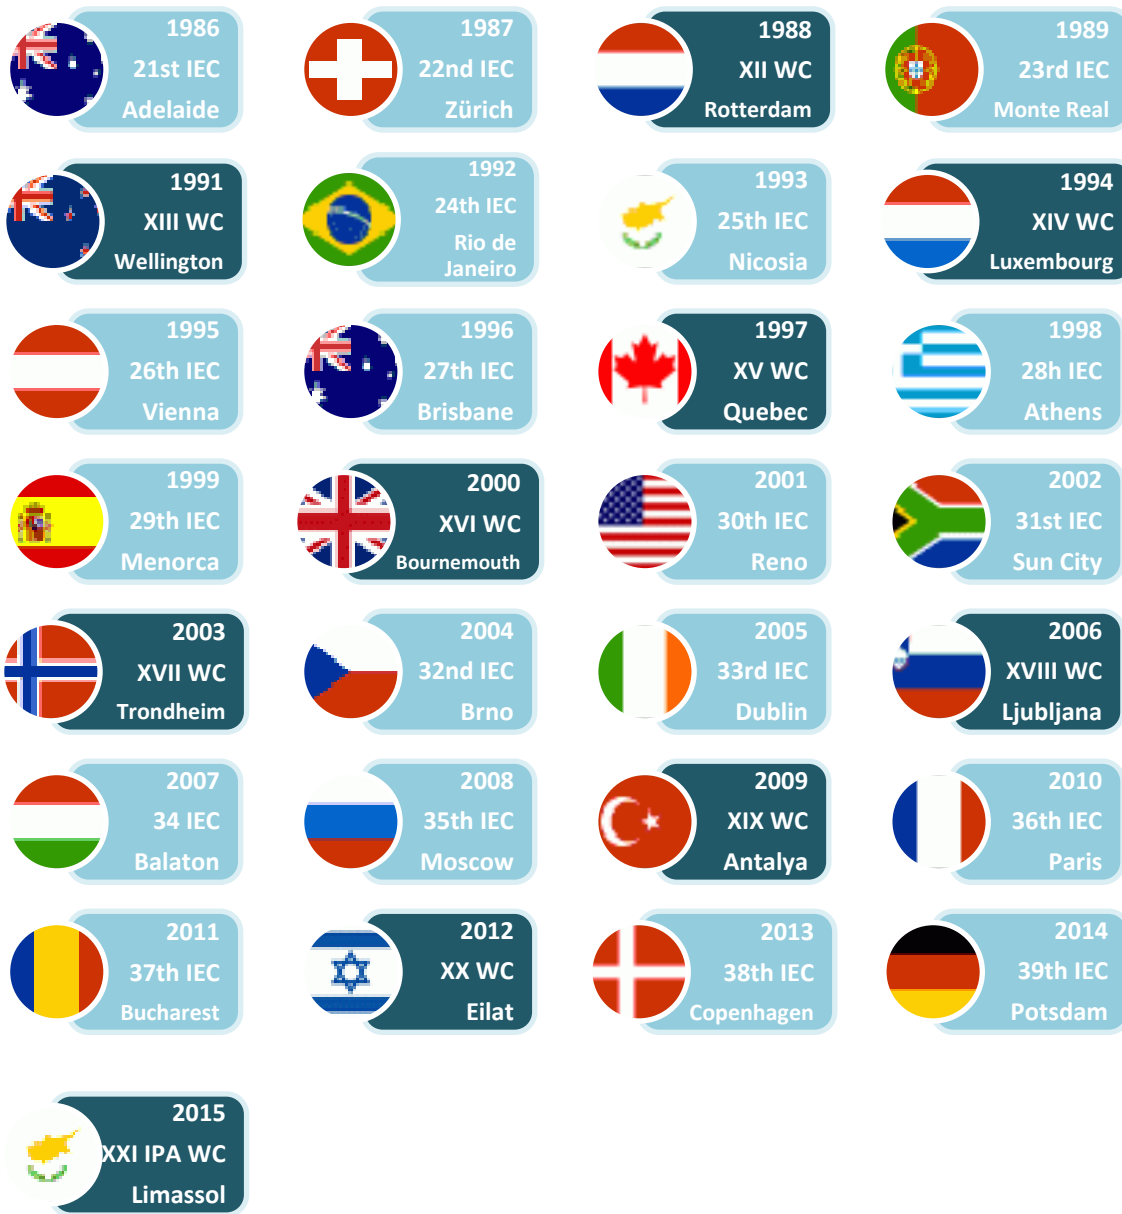 1986
21st IEC
Adelaide
1987
22nd IEC
Zürich
1988
XII WC
Rotterdam
1989
23rd IEC
Monte Real
1991
XIII WC
Wellington
1992
24th IEC
Rio de
Janeiro
1993
25th IEC
Nicosia
1994
XIV WC
Luxembourg
1995
26th IEC
Vienna
1996
27th IEC
Brisbane
1997
XV WC
Quebec
1998
28h IEC
Athens
1999
29th IEC
Menorca
2000
XVI WC
Bournemouth
2001
30th IEC
Reno
2002
31st IEC
Sun City
2003
XVII WC
Trondheim
2004
32nd IEC
Brno
2005
33rd IEC
Dublin
2006
XVIII WC
Ljubljana
2007
34 IEC
Balaton
2008
35th IEC
Moscow
2009
XIX WC
Antalya
2010
36th IEC
Paris
2011
37th IEC
Bucharest
2012
XX WC
Eilat
2013
38th IEC
Copenhagen
2014
39th IEC
Potsdam
2015
XXI IPA WC
Limassol